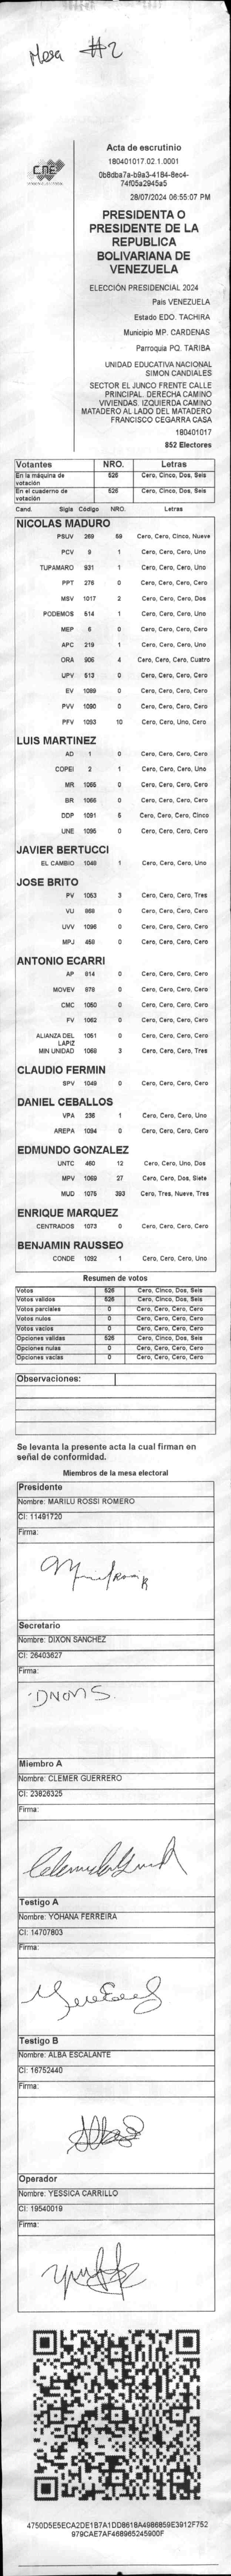 Mesa #2
CNE
Acta de escrutinio
180401017.02.1.0001
0b8dba7a-b9a3-4184-8ec4-
74f05a2945a5
28/07/2024 06:55:07 PM
PRESIDENTA O
PRESIDENTE DE LA
REPUBLICA
BOLIVARIANA DE
VENEZUELA
ELECCIÓN PRESIDENCIAL 2024
País VENEZUELA
Estado EDO. TACHIRA
Municipio MP. CARDENAS
Parroquia PQ. TARIBA
UNIDAD EDUCATIVA NACIONAL
SIMON CANDIALES
SECTOR EL JUNCO FRENTE CALLE
PRINCIPAL. DERECHA CAMINO
VIVIENDAS. IZQUIERDA CAMINO
MATADERO AL LADO DEL MATADERO
FRANCISCO CEGARRA CASA
180401017
852 Electores
Votantes NRO. Letras
En la máquina de votación 526 Cero, Cinco, Dos, Seis
En el cuaderno de votación 526 Cero, Cinco, Dos, Seis
Cand. Sigla Código NRO. Letras
NICOLAS MADURO
PSUV 269 59 Cero, Cero, Cinco, Nueve
PCV 9 1 Cero, Cero, Cero, Uno
TUPAMARO 931 1 Cero, Cero, Cero, Uno
PPT 276 0 Cero, Cero, Cero, Cero
MSV 1017 2 Cero, Cero, Cero, Dos
PODEMOS 514 1 Cero, Cero, Cero, Uno
MEP 6 0 Cero, Cero, Cero, Cero
APC 219 1 Cero, Cero, Cero, Uno
ORA 906 4 Cero, Cero, Cero, Cuatro
UPV 513 0 Cero, Cero, Cero, Cero
EV 1089 0 Cero, Cero, Cero, Cero
PVV 1090 0 Cero, Cero, Cero, Cero
PFV 1093 10 Cero, Cero, Uno, Cero
LUIS MARTINEZ
AD 1 0 Cero, Cero, Cero, Cero
COPEI 2 1 Cero, Cero, Cero, Uno
MR 1065 0 Cero, Cero, Cero, Cero
BR 1066 0 Cero, Cero, Cero, Cero
DDP 1091 5 Cero, Cero, Cero, Cinco
UNE 1095 0 Cero, Cero, Cero, Cero
JAVIER BERTUCCI
EL CAMBIO 1048 1 Cero, Cero, Cero, Uno
JOSE BRITO
PV 1053 3 Cero, Cero, Cero, Tres
VU 868 0 Cero, Cero, Cero, Cero
UVV 1096 0 Cero, Cero, Cero, Cero
MPJ 459 0 Cero, Cero, Cero, Cero
ANTONIO ECARRI
AP 814 0 Cero, Cero, Cero, Cero
MOVEV 878 0 Cero, Cero, Cero, Cero
CMC 1050 0 Cero, Cero, Cero, Cero
FV 1062 0 Cero, Cero, Cero, Cero
ALIANZA DEL LAPIZ 1051 0 Cero, Cero, Cero, Cero
MIN UNIDAD 1068 3 Cero, Cero, Cero, Tres
CLAUDIO FERMIN
SPV 1049 0 Cero, Cero, Cero, Cero
DANIEL CEBALLOS
VPA 236 1 Cero, Cero, Cero, Uno
AREPA 1094 0 Cero, Cero, Cero, Cero
EDMUNDO GONZALEZ
UNTC 460 12 Cero, Cero, Uno, Dos
MPV 1069 27 Cero, Cero, Dos, Siete
MUD 1075 393 Cero, Tres, Nueve, Tres
ENRIQUE MARQUEZ
CENTRADOS 1073 0 Cero, Cero, Cero, Cero
BENJAMIN RAUSSEO
CONDE 1092 1 Cero, Cero, Cero, Uno
Resumen de votos
Votos 526 Cero, Cinco, Dos, Seis
Votos validos 526 Cero, Cinco, Dos, Seis
Votos parciales 0 Cero, Cero, Cero, Cero
Votos nulos 0 Cero, Cero, Cero, Cero
Votos vacios 0 Cero, Cero, Cero, Cero
Opciones validas 526 Cero, Cinco, Dos, Seis
Opciones nulas 0 Cero, Cero, Cero, Cero
Opciones vacias 0 Cero, Cero, Cero, Cero
Observaciones:
Se levanta la presente acta la cual firman en
señal de conformidad.
Miembros de la mesa electoral
Presidente
Nombre: MARILU ROSSI ROMERO
CI: 11491720
Firma:
Secretario
Nombre: DIXON SANCHEZ
CI: 26403627
Firma:
Miembro A
Nombre: CLEMER GUERRERO
CI: 23826325
Firma:
Testigo A
Nombre: YOHANA FERREIRA
CI: 14707803
Firma:
Testigo B
Nombre: ALBA ESCALANTE
CI: 16752440
Firma:
Operador
Nombre: YESSICA CARRILLO
CI: 19540019
Firma:
4750D5E5ECA2DE1B7A1DD8618A4986859E3912F752
979CAE7AF468965245900F